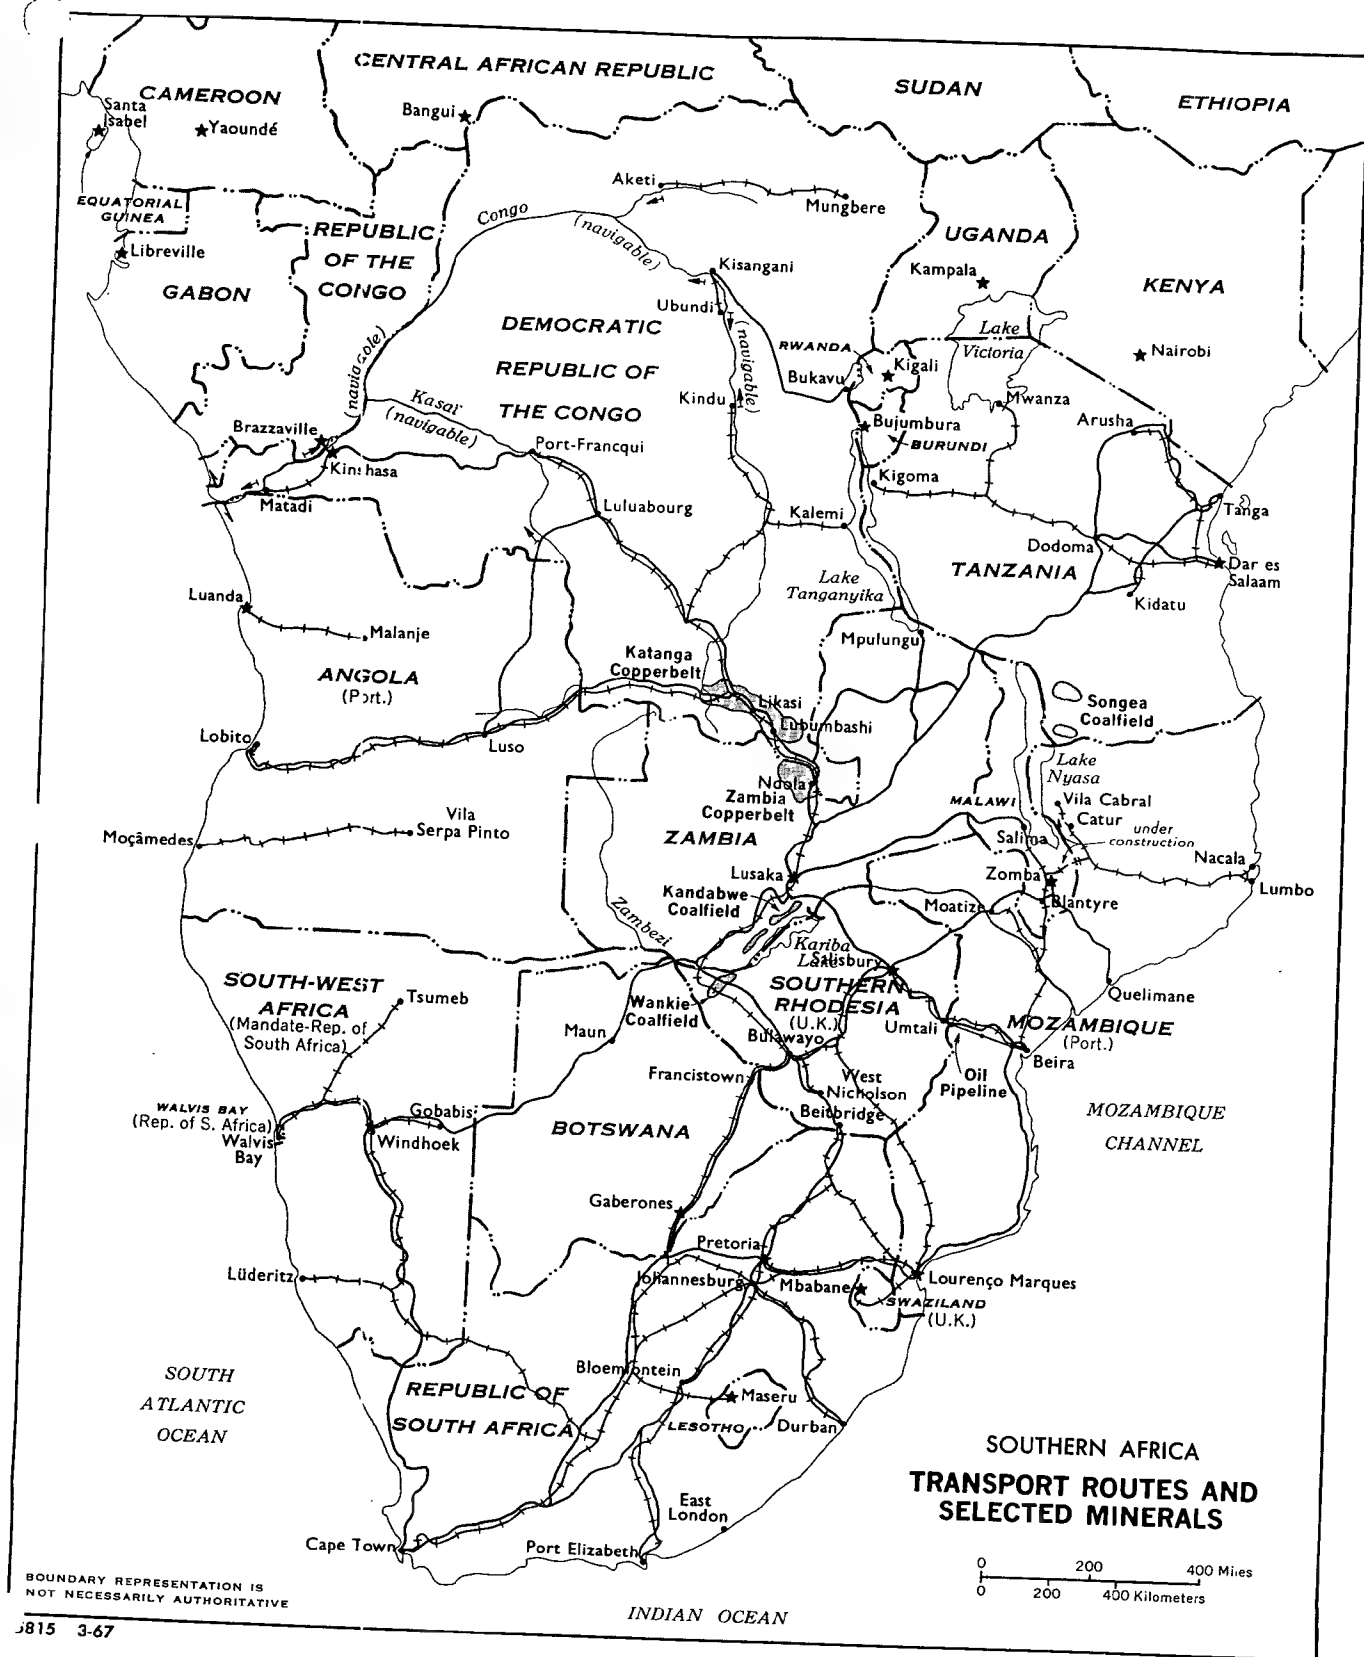 CENTRAL AFRICAN REPUBLIC
SUDAN
ETHIOPIA
CAMEROON
Santa
Isabel
Yaoundé
Bangui
Aketi
Mungbere
EQUATORIAL
GUINEA
Libreville
GABON
REPUBLIC
OF THE
CONGO
Congo
(navigable)
Kisangani
Ubundi
UGANDA
Kampala
KENYA
Nairobi
DEMOCRATIC
REPUBLIC OF
THE CONGO
(navigable)
(navigable)
RWANDA
Kigali
Lake
Victoria
Bukavu
Kindu
Mwanza
Arusha
Kasai
(navigable)
Brazzaville
Kinshasa
Port-Francqui
Bujumbura
BURUNDI
Kigoma
Matadi
Luluabourg
Kalemi
Tanga
Dodoma
TANZANIA
Dar es
Salaam
Kidatu
Lake
Tanganyika
Luanda
Malanje
Mpulungu
ANGOLA
(Port.)
Katanga
Copperbelt
Likasi
Lubumbashi
Songea
Coalfield
Lobito
Luso
Ndola
Zambia
Copperbelt
Lake
Nyasa
MALAWI
Vila Cabral
Catur
under
construction
Salima
Nacala
Lumbo
Moçâmedes
Vila
Serpa Pinto
ZAMBIA
Lusaka
Zomba
Blantyre
Moatize
Kandabwe
Coalfield
Zambezi
Kariba
Lake
Salisbury
SOUTHERN
RHODESIA
(U.K.)
Quelimane
SOUTH-WEST
AFRICA
(Mandate-Rep. of
South Africa)
Tsumeb
Wankie
Coalfield
Maun
Bulawayo
Umtali
MOZAMBIQUE
(Port.)
Beira
Francistown
West
Nicholson
Oil
Pipeline
Beitbridge
WALVIS BAY
(Rep. of S. Africa)
Walvis
Bay
Gobabis
Windhoek
BOTSWANA
MOZAMBIQUE
CHANNEL
Gaberones
Pretoria
Johannesburg
Mbabane
Lourenço Marques
SWAZILAND
(U.K.)
Lüderitz
SOUTH
ATLANTIC
OCEAN
REPUBLIC OF
SOUTH AFRICA
Bloemfontein
Maseru
LESOTHO
Durban
East
London
Cape Town
Port Elizabeth
INDIAN OCEAN
SOUTHERN AFRICA
TRANSPORT ROUTES AND
SELECTED MINERALS
0 200 400 Miles
0 200 400 Kilometers
BOUNDARY REPRESENTATION IS
NOT NECESSARILY AUTHORITATIVE
815 3-67